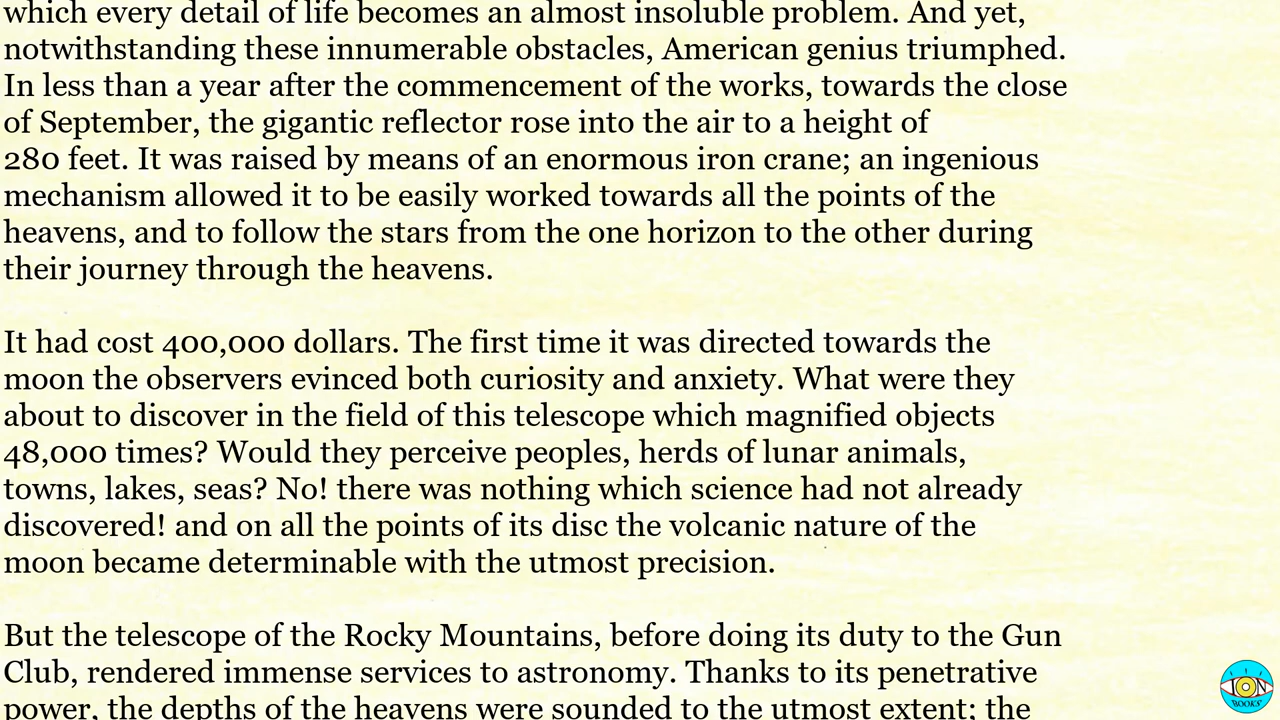 which every detail of life becomes an almost insoluble problem. And yet,
notwithstanding these innumerable obstacles, American genius triumphed.
In less than a year after the commencement of the works, towards the close
of September, the gigantic reflector rose into the air to a height of
280 feet. It was raised by means of an enormous iron crane; an ingenious
mechanism allowed it to be easily worked towards all the points of the
heavens, and to follow the stars from the one horizon to the other during
their journey through the heavens.

It had cost 400,000 dollars. The first time it was directed towards the
moon the observers evinced both curiosity and anxiety. What were they
about to discover in the field of this telescope which magnified objects
48,000 times? Would they perceive peoples, herds of lunar animals,
towns, lakes, seas? No! there was nothing which science had not already
discovered! and on all the points of its disc the volcanic nature of the
moon became determinable with the utmost precision.

But the telescope of the Rocky Mountains, before doing its duty to the Gun
Club, rendered immense services to astronomy. Thanks to its penetrative
power, the depths of the heavens were sounded to the utmost extent; the
ION
BOOKS